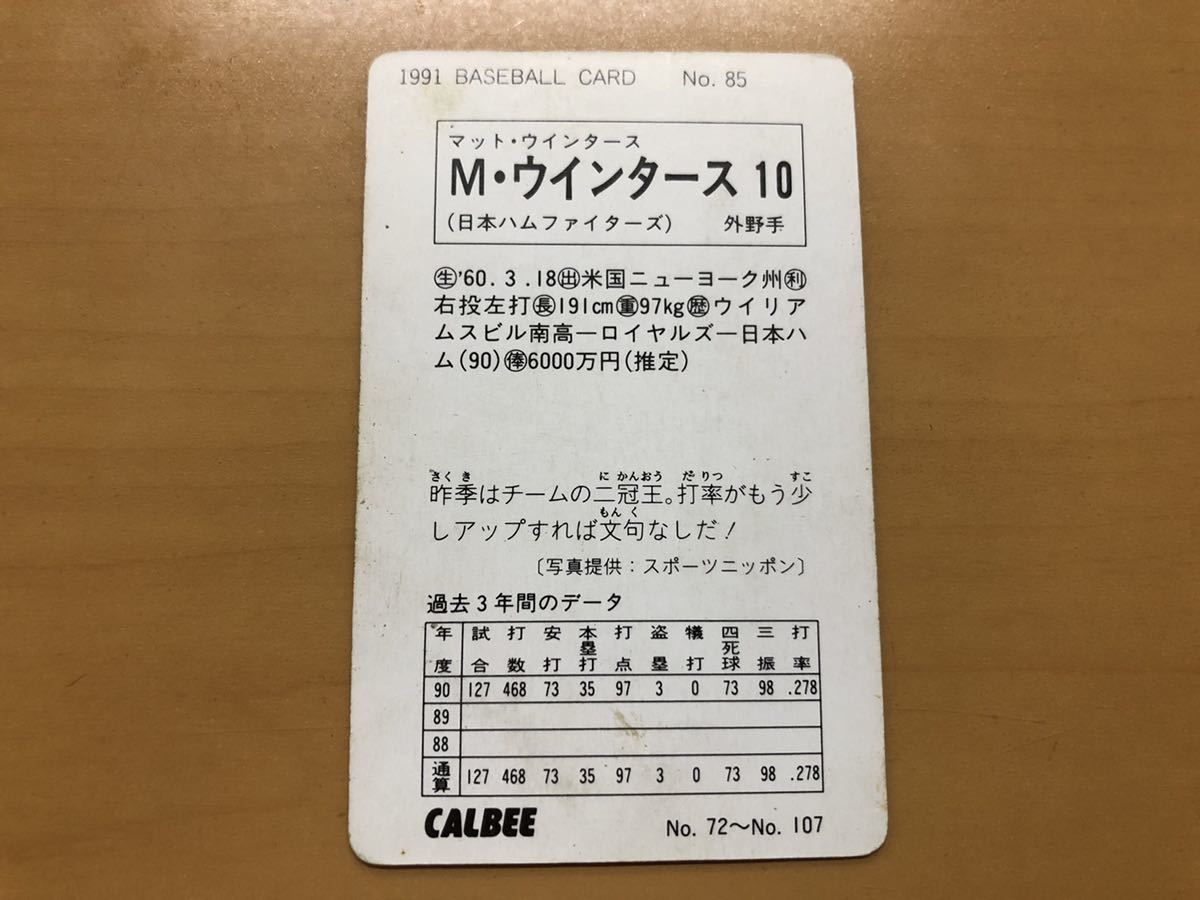 1991 BASEBALL CARD No. 85
マット・ウインタース
M・ウインタース 10
(日本ハムファイターズ) 外野手
㊤'60. 3 .18㊤米国ニューヨーク州㊤
右投左打㊤191cm㊤97kg㊤ウイリア
ムスビル南高―ロイヤルズ―日本ハ
ム(90)㊤6000万円(推定)
さくき にかんおう だりつ すこ
昨季はチームの二冠王。打率がもう少
もんく
しアップすれば文句なしだ!
〔写真提供:スポーツニッポン〕
過去3年間のデータ
年度 試合 打数 安打 本塁打 打点 盗塁 犠打 四死球 三振 打率
90 127 468 73 35 97 3 0 73 98 .278
89
88
通算 127 468 73 35 97 3 0 73 98 .278
CALBEE No. 72〜No. 107